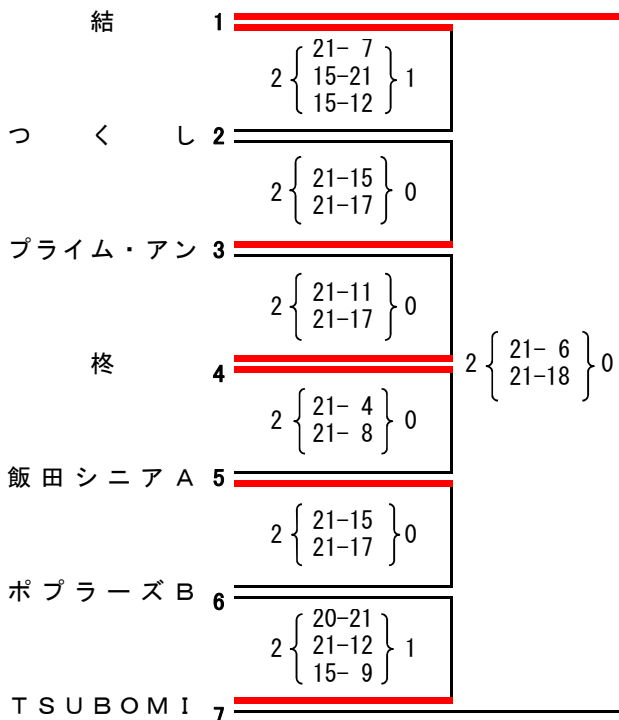 結 1
2 { 21- 7 } 1
15-21
15-12
つくし 2
2 { 21-15 } 0
21-17
プライム・アン 3
2 { 21-11 } 0
21-17
柊 4
2 { 21- 6 } 0
21-18
2 { 21- 4 } 0
21- 8
飯田シニアA 5
2 { 21-15 } 0
21-17
ポプラーズB 6
2 { 20-21 } 1
21-12
15- 9
TSUBOMI 7